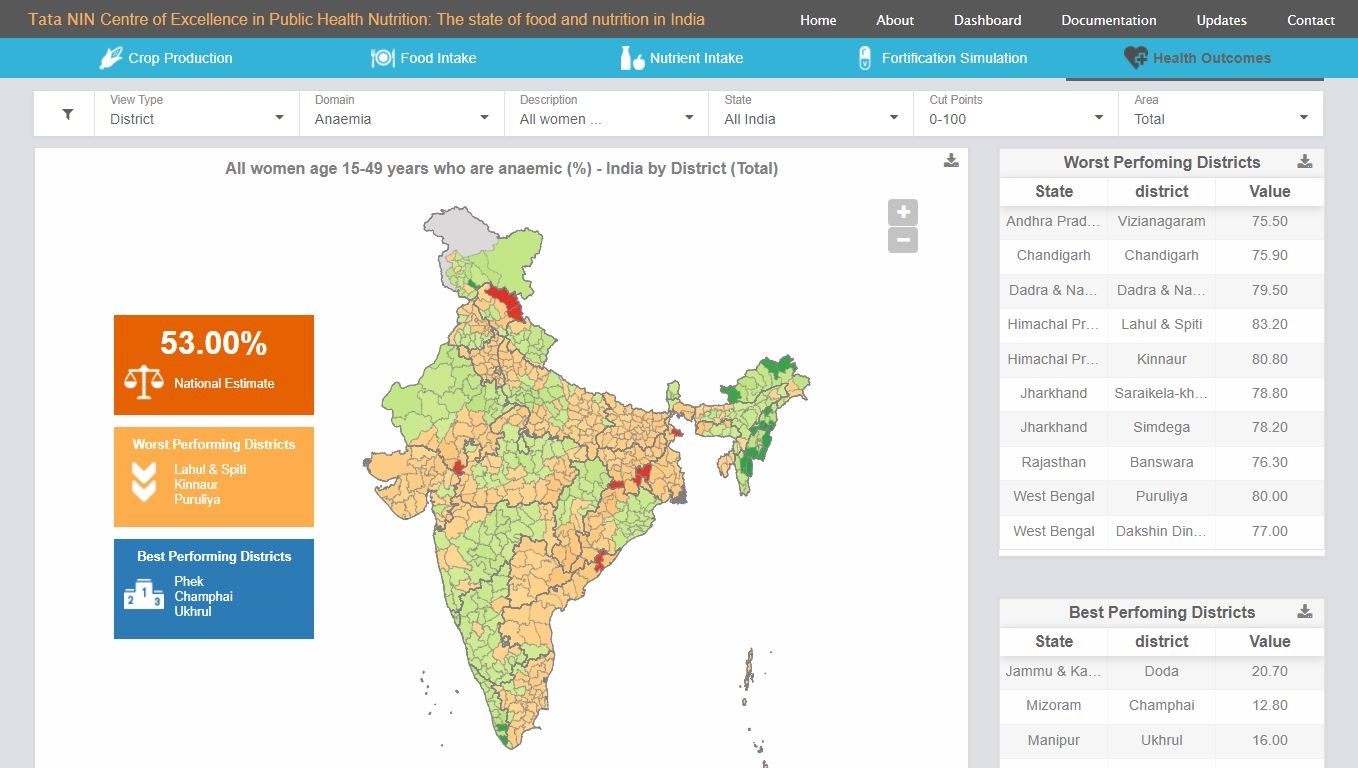 Tata NIN Centre of Excellence in Public Health Nutrition: The state of food and nutrition in India
Home
About
Dashboard
Documentation
Updates
Contact
Crop Production
Food Intake
Nutrient Intake
Fortification Simulation
Health Outcomes
View Type
District
Domain
Anaemia
Description
All women ...
State
All India
Cut Points
0-100
Area
Total
All women age 15-49 years who are anaemic (%) - India by District (Total)
53.00%
National Estimate
Worst Performing Districts
Lahul & Spiti
Kinnaur
Puruliya
Best Performing Districts
2 1 3
Phek
Champhai
Ukhrul
Worst Perfoming Districts
State district Value
Andhra Prad... Vizianagaram 75.50
Chandigarh Chandigarh 75.90
Dadra & Na... Dadra & Na... 79.50
Himachal Pr... Lahul & Spiti 83.20
Himachal Pr... Kinnaur 80.80
Jharkhand Saraikela-kh... 78.80
Jharkhand Simdega 78.20
Rajasthan Banswara 76.30
West Bengal Puruliya 80.00
West Bengal Dakshin Din... 77.00
Best Perfoming Districts
State district Value
Jammu & Ka... Doda 20.70
Mizoram Champhai 12.80
Manipur Ukhrul 16.00